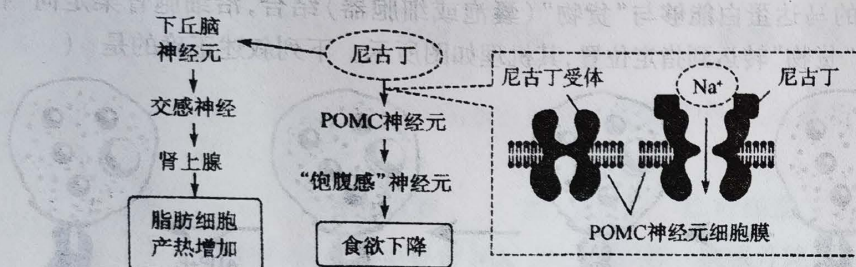 下丘脑
神经元
交感神经
肾上腺
脂肪细胞
产热增加
尼古丁
POMC神经元
“饱腹感”神经元
食欲下降
尼古丁受体
Na⁺
尼古丁
POMC神经元细胞膜